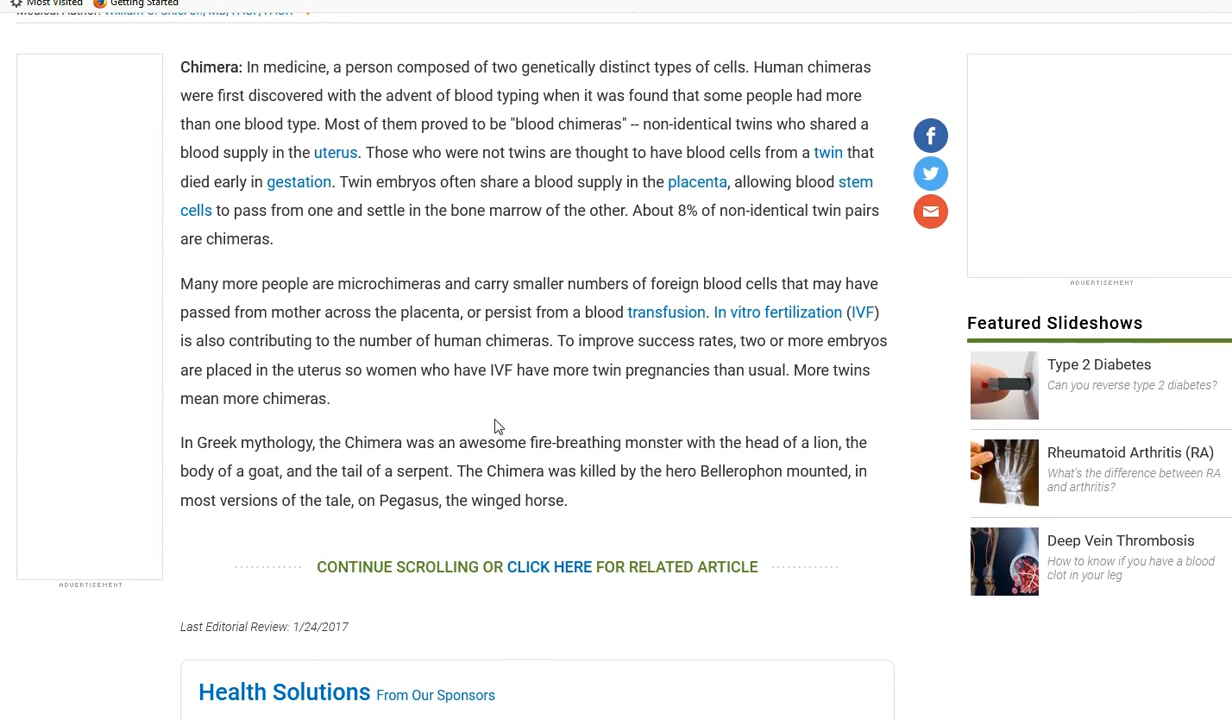 Most Visited Getting Started
Chimera: In medicine, a person composed of two genetically distinct types of cells. Human chimeras
were first discovered with the advent of blood typing when it was found that some people had more
than one blood type. Most of them proved to be "blood chimeras" -- non-identical twins who shared a
blood supply in the uterus. Those who were not twins are thought to have blood cells from a twin that
died early in gestation. Twin embryos often share a blood supply in the placenta, allowing blood stem
cells to pass from one and settle in the bone marrow of the other. About 8% of non-identical twin pairs
are chimeras.
Many more people are microchimeras and carry smaller numbers of foreign blood cells that may have
passed from mother across the placenta, or persist from a blood transfusion. In vitro fertilization (IVF)
is also contributing to the number of human chimeras. To improve success rates, two or more embryos
are placed in the uterus so women who have IVF have more twin pregnancies than usual. More twins
mean more chimeras.
In Greek mythology, the Chimera was an awesome fire-breathing monster with the head of a lion, the
body of a goat, and the tail of a serpent. The Chimera was killed by the hero Bellerophon mounted, in
most versions of the tale, on Pegasus, the winged horse.
CONTINUE SCROLLING OR CLICK HERE FOR RELATED ARTICLE
Last Editorial Review: 1/24/2017
Health Solutions From Our Sponsors
ADVERTISEMENT
ADVERTISEMENT
Featured Slideshows
Type 2 Diabetes
Can you reverse type 2 diabetes?
Rheumatoid Arthritis (RA)
What's the difference between RA
and arthritis?
Deep Vein Thrombosis
How to know if you have a blood
clot in your leg